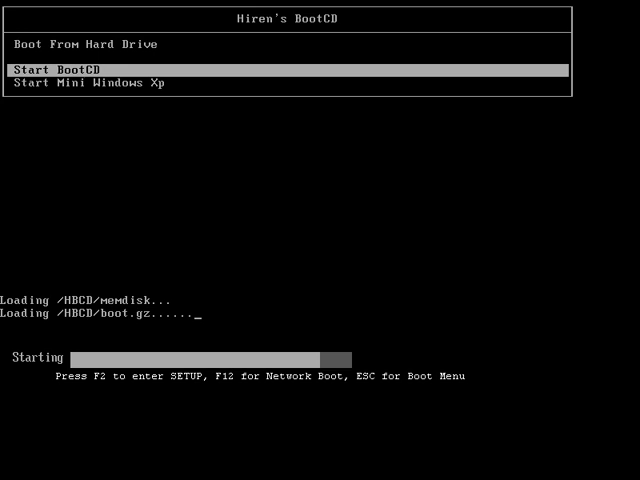 Hiren's BootCD
Boot From Hard Drive
Start BootCD
Start Mini Windows Xp
Loading /HBCD/memdisk...
Loading /HBCD/boot.gz......_
Starting
Press F2 to enter SETUP, F12 for Network Boot, ESC for Boot Menu